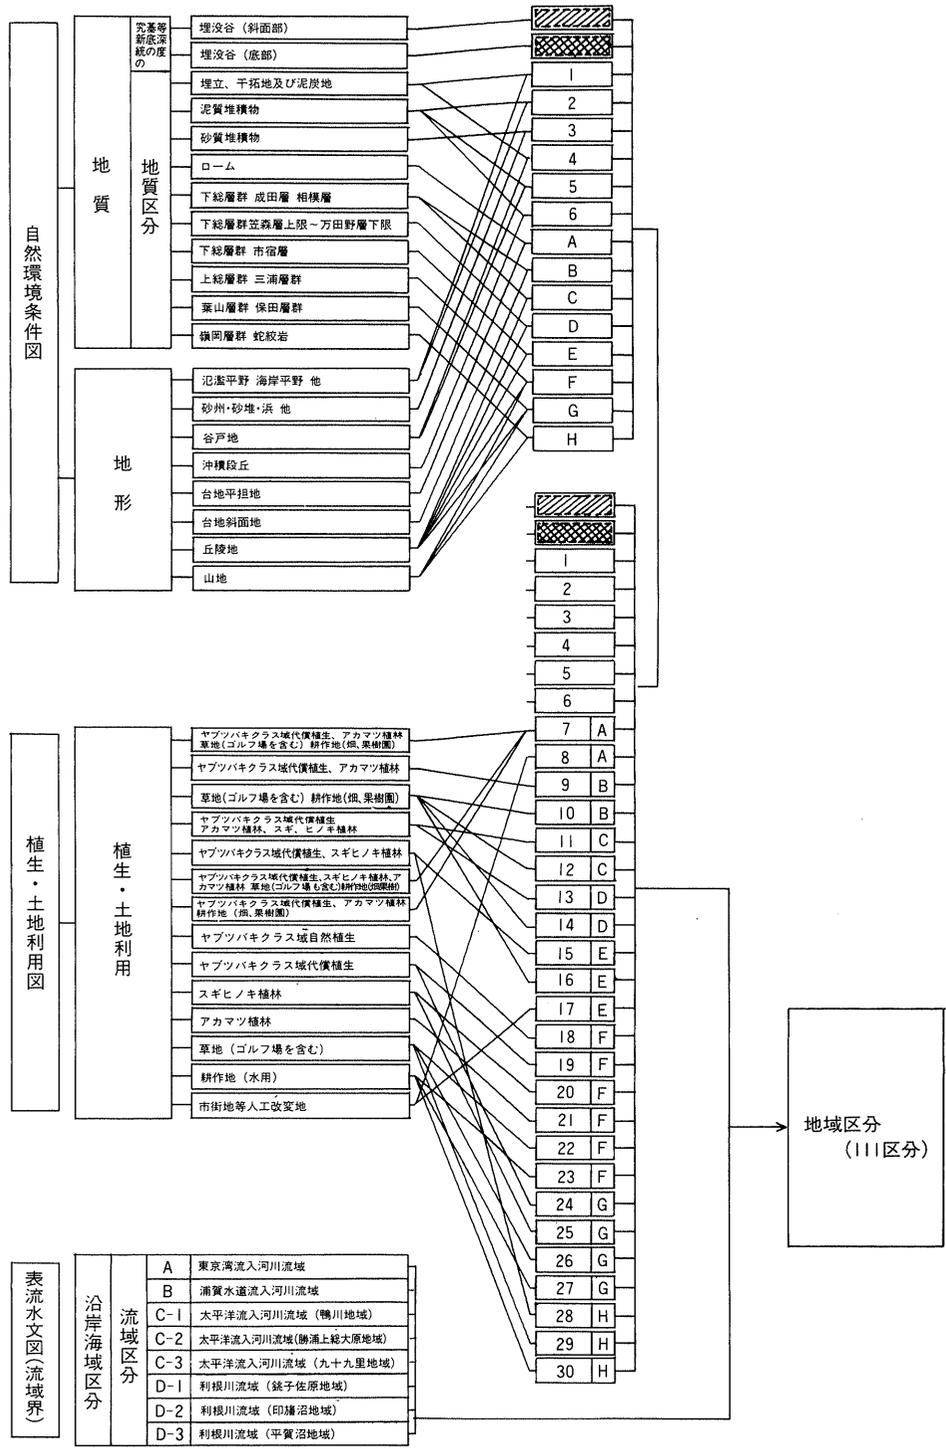 自然環境条件図
地質
基等
究基底深度
新統の
の
地質区分
埋没谷（斜面部）
埋没谷（底部）
埋立、干拓地及び泥炭地
泥質堆積物
砂質堆積物
ローム
下総層群 成田層 相模層
下総層群笠森層上限～万田野層下限
下総層群 市宿層
上総層群 三浦層群
葉山層群 保田層群
嶺岡層群 蛇紋岩
地形
氾濫平野 海岸平野 他
砂州・砂堆・浜 他
谷戸地
沖積段丘
台地平担地
台地斜面地
丘陵地
山地
1
2
3
4
5
6
A
B
C
D
E
F
G
H
植生・土地利用図
植生・土地利用
ヤブツバキクラス域代償植生、アカマツ植林
草地(ゴルフ場を含む) 耕作地(畑、果樹園)
ヤブツバキクラス域代償植生、アカマツ植林
草地(ゴルフ場を含む) 耕作地(畑、果樹園)
ヤブツバキクラス域代償植生
アカマツ植林、スギ、ヒノキ植林
ヤブツバキクラス域代償植生、スギヒノキ植林
ヤブツバキクラス域代償植生、スギヒノキ植林、ア
カマツ植林 草地(ゴルフ場も含む)耕作地(畑果樹)
ヤブツバキクラス域代償植生、アカマツ植林
耕作地（畑、果樹園）
ヤブツバキクラス域自然植生
ヤブツバキクラス域代償植生
スギヒノキ植林
アカマツ植林
草地（ゴルフ場を含む）
耕作地（水用）
市街地等人工改変地
1
2
3
4
5
6
7 A
8 A
9 B
10 B
11 C
12 C
13 D
14 D
15 E
16 E
17 E
18 F
19 F
20 F
21 F
22 F
23 F
24 G
25 G
26 G
27 G
28 H
29 H
30 H
地域区分
（111区分）
表流水文図(流域界)
沿岸海域区分
流域区分
A 東京湾流入河川流域
B 浦賀水道流入河川流域
C-1 太平洋流入河川流域（鴨川地域）
C-2 太平洋流入河川流域(勝浦上総大原地域)
C-3 太平洋流入河川流域（九十九里地域）
D-1 利根川流域（銚子佐原地域）
D-2 利根川流域（印旛沼地域）
D-3 利根川流域（平賀沼地域）